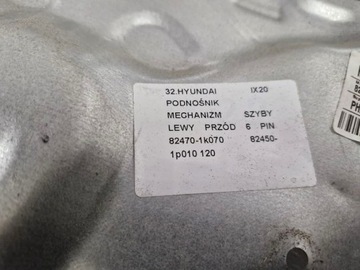 32.HYUNDAI IX20
PODNOŚNIK
MECHANIZM SZYBY
LEWY PRZÓD 6 PIN
82470-1k070 82450-
1p010 120